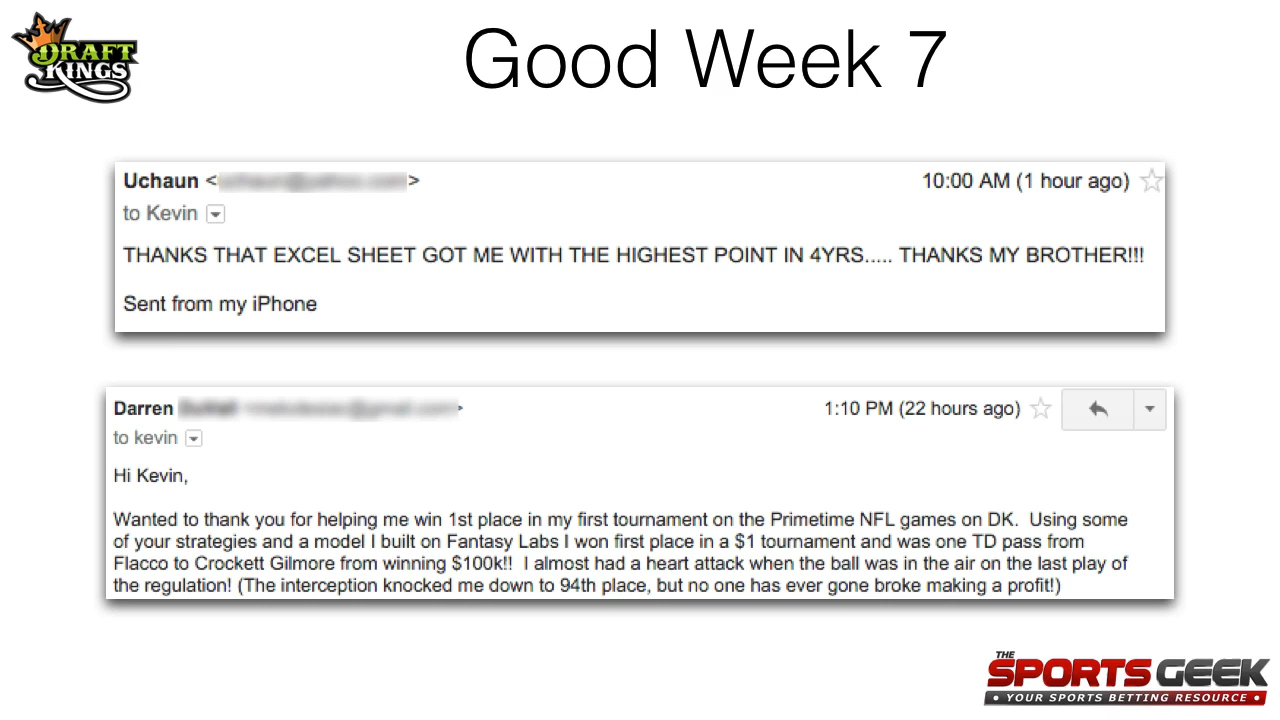 DRAFT
KINGS
Good Week 7
Uchaun < > 10:00 AM (1 hour ago)
to Kevin
THANKS THAT EXCEL SHEET GOT ME WITH THE HIGHEST POINT IN 4YRS..... THANKS MY BROTHER!!!
Sent from my iPhone
Darren > 1:10 PM (22 hours ago)
to kevin
Hi Kevin,
Wanted to thank you for helping me win 1st place in my first tournament on the Primetime NFL games on DK.  Using some
of your strategies and a model I built on Fantasy Labs I won first place in a $1 tournament and was one TD pass from
Flacco to Crockett Gilmore from winning $100k!!  I almost had a heart attack when the ball was in the air on the last play of
the regulation! (The interception knocked me down to 94th place, but no one has ever gone broke making a profit!)
THE
SPORTS GEEK
• YOUR SPORTS BETTING RESOURCE •